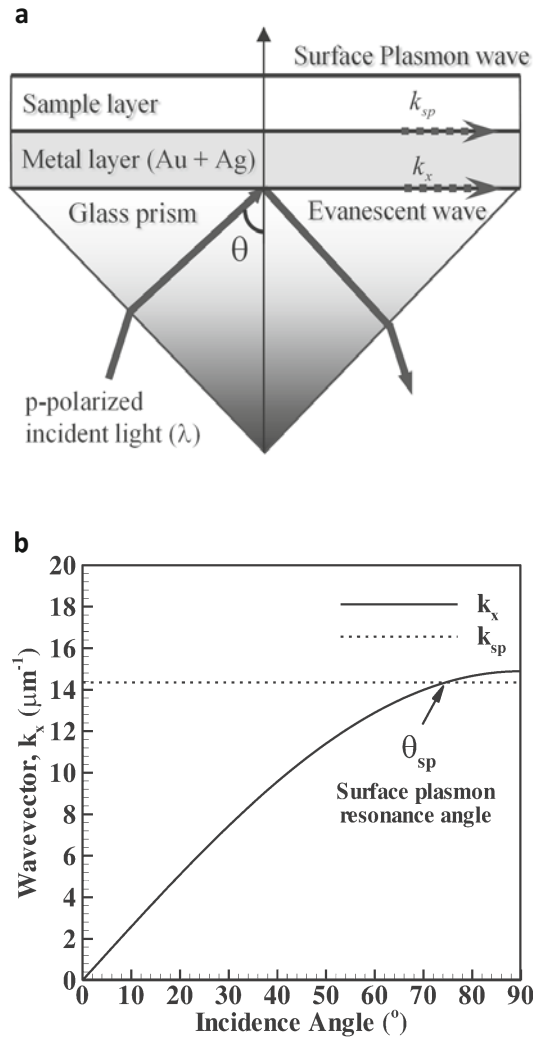 a
Surface Plasmon wave
Sample layer
k_sp
Metal layer (Au + Ag)
k_x
Glass prism
Evanescent wave
θ
p-polarized
incident light (λ)
b
20
18
16
14
12
10
8
6
4
2
0
Wavevector, k_x (μm⁻¹)
k_x
k_sp
θ_sp
Surface plasmon
resonance angle
0 10 20 30 40 50 60 70 80 90
Incidence Angle (°)